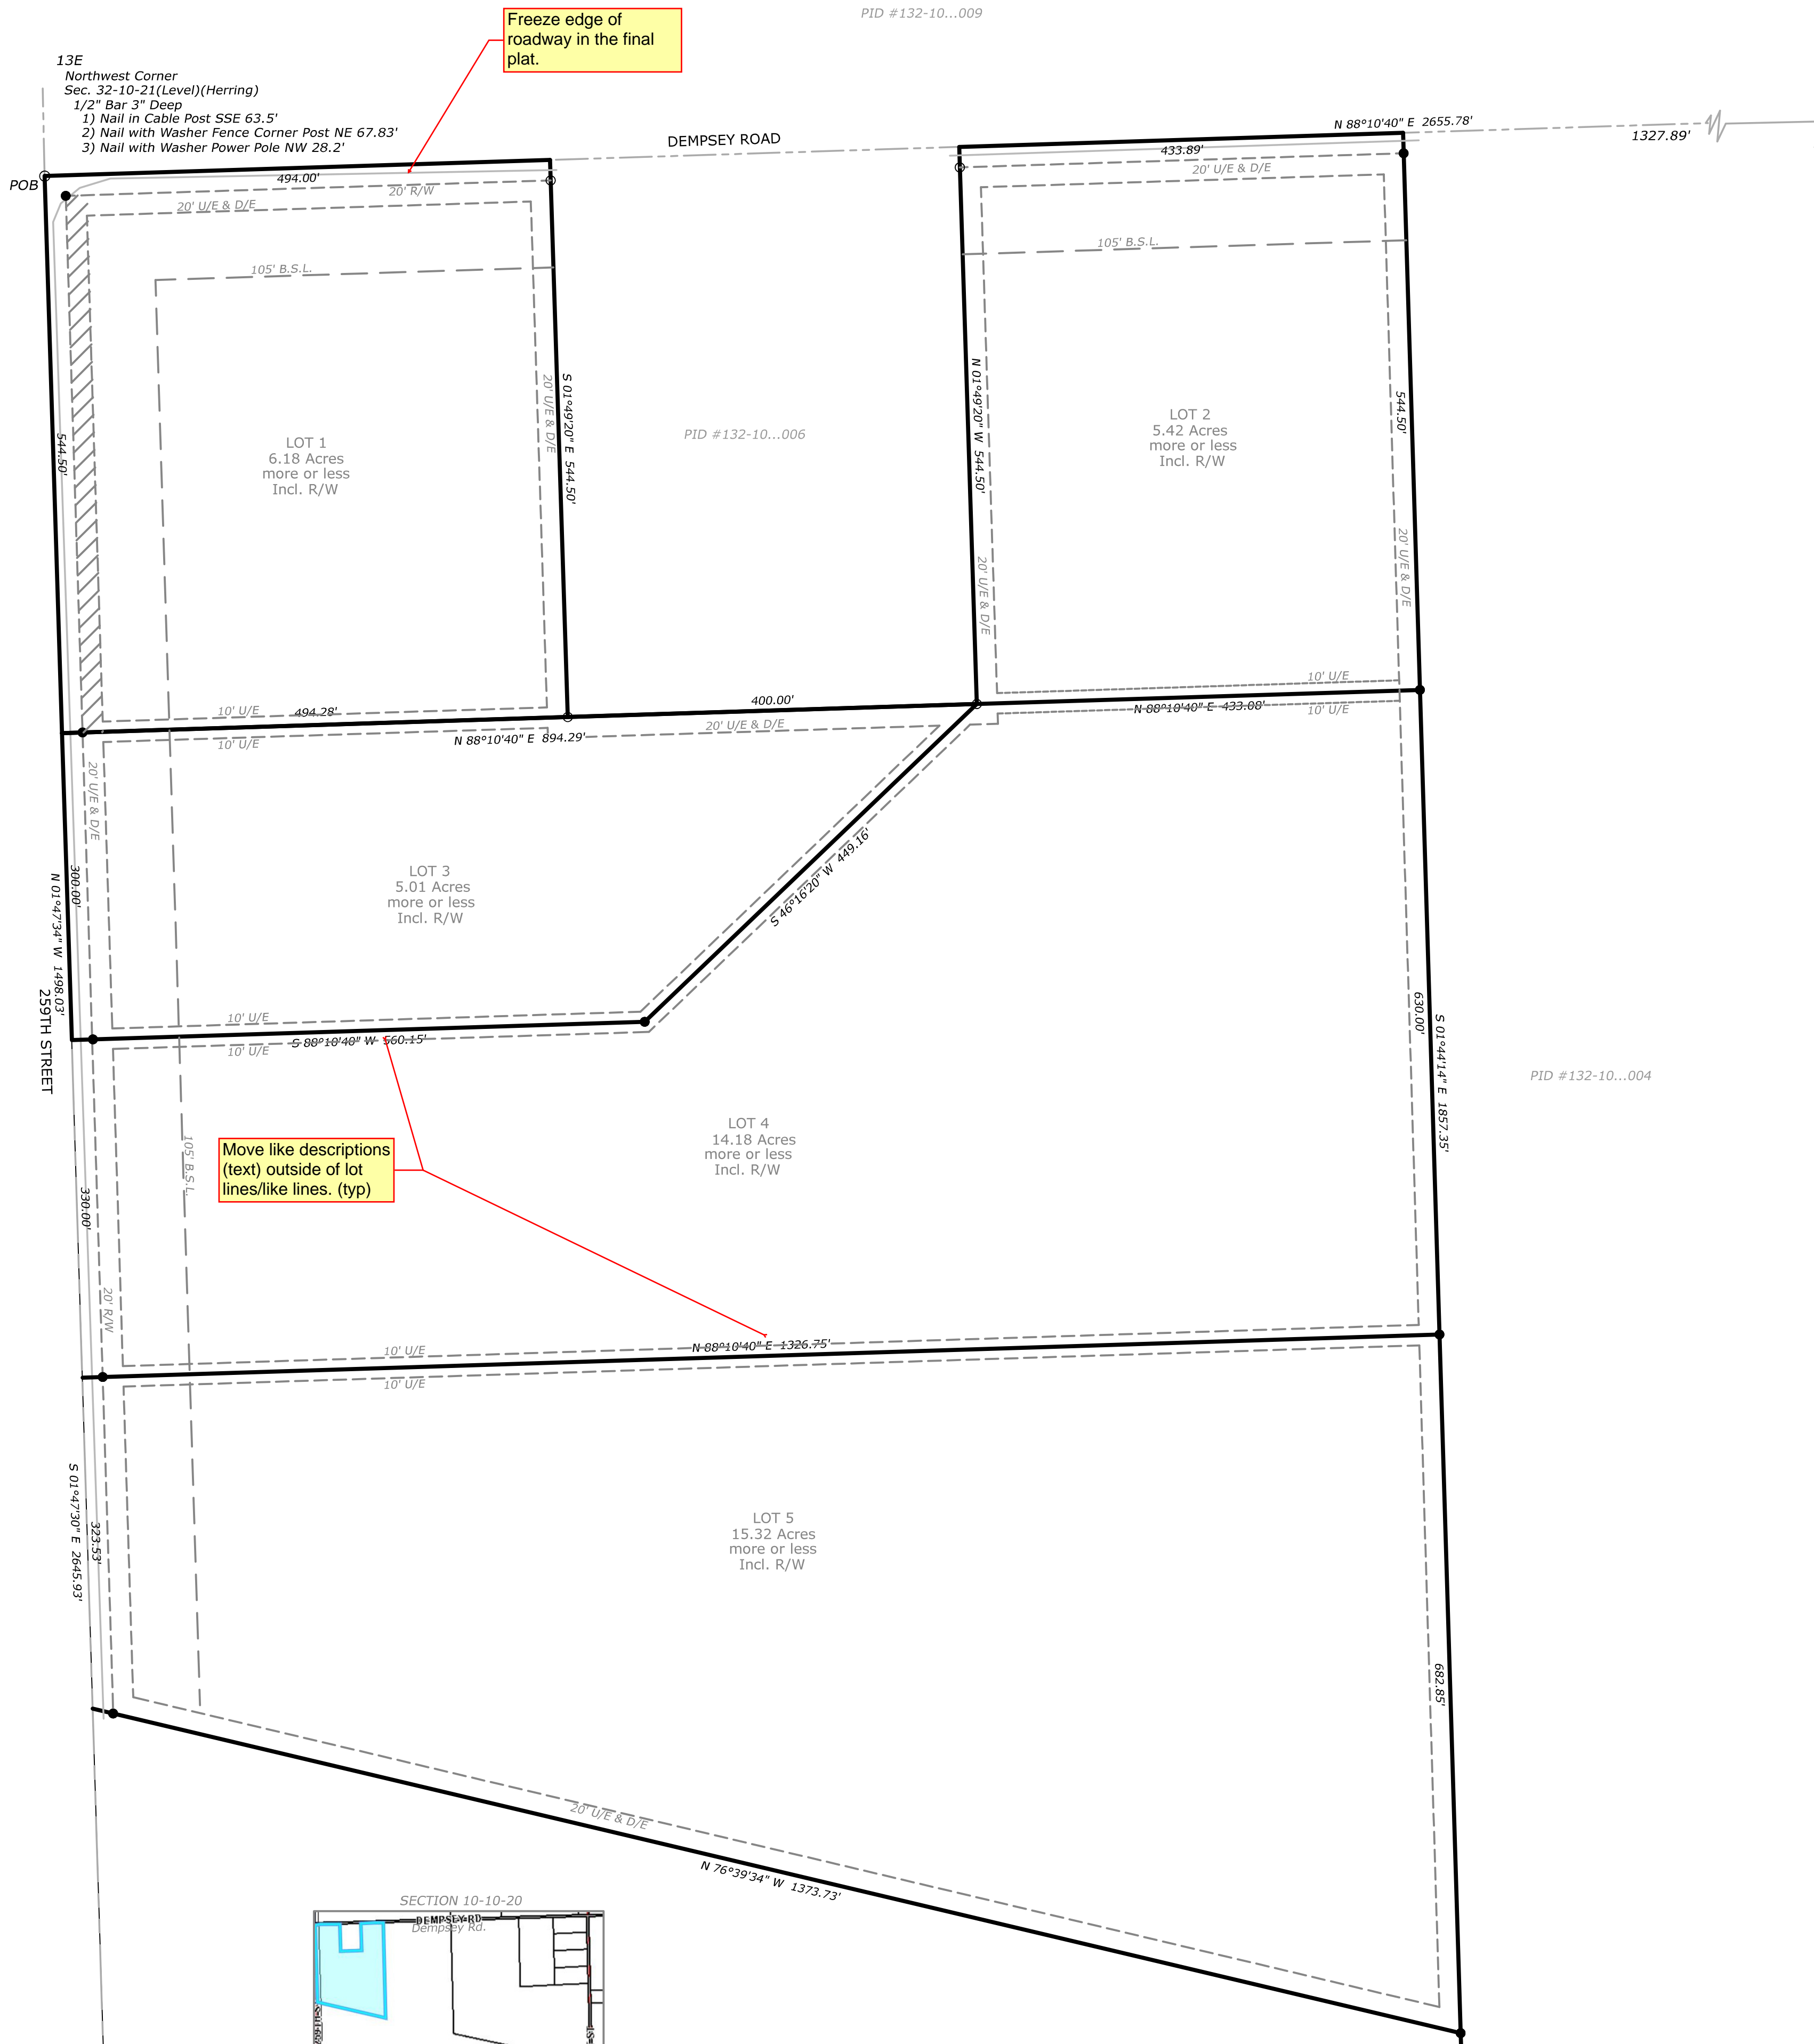 PID #132-10...009
Freeze edge of
roadway in the final
plat.
13E
Northwest Corner
Sec. 32-10-21(Level)(Herring)
1/2" Bar 3" Deep
1) Nail in Cable Post SSE 63.5'
2) Nail with Washer Fence Corner Post NE 67.83'
3) Nail with Washer Power Pole NW 28.2'
N 88°10'40" E 2655.78'
1327.89'
DEMPSEY ROAD
433.89'
POB
494.00'
20' R/W
20' U/E & D/E
20' U/E & D/E
105' B.S.L.
105' B.S.L.
S 01°49'20" E 544.50'
20' U/E & D/E
N 01°49'20" W 544.50'
20' U/E & D/E
544.50'
20' U/E & D/E
544.50'
LOT 1
6.18 Acres
more or less
Incl. R/W
PID #132-10...006
LOT 2
5.42 Acres
more or less
Incl. R/W
10' U/E
494.28'
400.00'
10' U/E
N 88°10'40" E 433.08'
10' U/E
10' U/E
N 88°10'40" E 894.29'
20' U/E & D/E
20' U/E & D/E
S 46°16'20" W 449.16'
300.00'
N 01°47'34" W 1498.03'
259TH STREET
LOT 3
5.01 Acres
more or less
Incl. R/W
10' U/E
S 88°10'40" W 560.15'
10' U/E
630.00'
S 01°44'14" E 1857.35'
PID #132-10...004
LOT 4
14.18 Acres
more or less
Incl. R/W
Move like descriptions
(text) outside of lot
lines/like lines. (typ)
105' B.S.L.
330.00'
20' R/W
10' U/E
N 88°10'40" E 1326.75'
10' U/E
S 01°47'30" E 2645.93'
323.53'
LOT 5
15.32 Acres
more or less
Incl. R/W
682.85'
20' U/E & D/E
N 76°39'34" W 1373.73'
SECTION 10-10-20
DEMPSEY RD
Dempsey Rd.